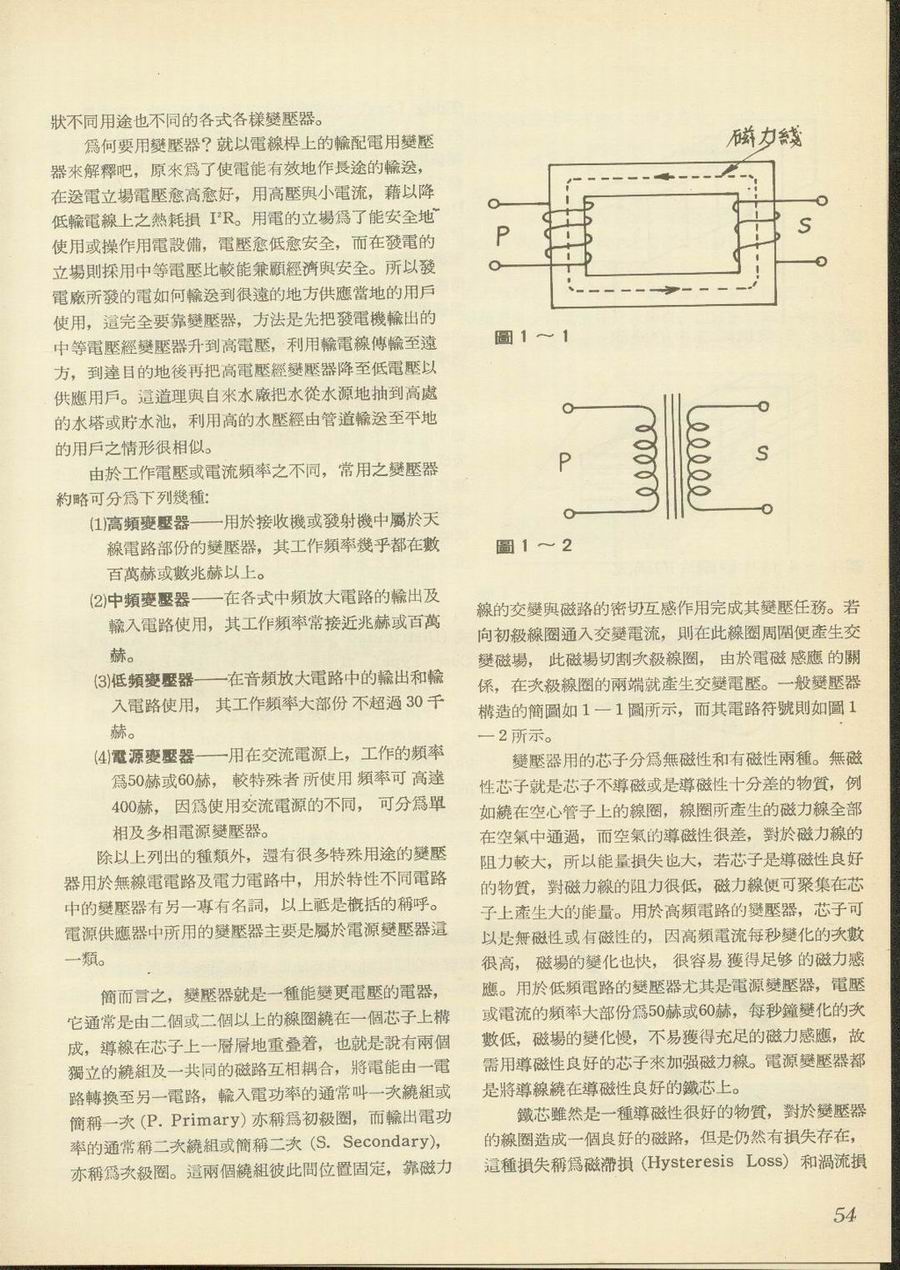 狀不同用途也不同的各式各樣變壓器。
爲何要用變壓器？就以電線桿上的輸配電用變壓
器來解釋吧，原來爲了使電能有效地作長途的輸送，
在送電立場電壓愈高愈好，用高壓與小電流，藉以降
低輸電線上之熱耗損 I²R。用電的立場爲了能安全地
使用或操作用電設備，電壓愈低愈安全，而在發電的
立場則採用中等電壓比較能兼顧經濟與安全。所以發
電廠所發的電如何輸送到很遠的地方供應當地的用戶
使用，這完全要靠變壓器，方法是先把發電機輸出的
中等電壓經變壓器升到高電壓，利用輸電線傳輸至遠
方，到達目的地後再把高電壓經變壓器降至低電壓以
供應用戶。這道理與自來水廠把水從水源地抽到高處
的水塔或貯水池，利用高的水壓經由管道輸送至平地
的用戶之情形很相似。
由於工作電壓或電流頻率之不同，常用之變壓器
約略可分爲下列幾種:
⑴高頻變壓器——用於接收機或發射機中屬於天
線電路部份的變壓器，其工作頻率幾乎都在數
百萬赫或數兆赫以上。
⑵中頻變壓器——在各式中頻放大電路的輸出及
輸入電路使用，其工作頻率常接近兆赫或百萬
赫。
⑶低頻變壓器——在音頻放大電路中的輸出和輸
入電路使用，其工作頻率大部份不超過 30 千
赫。
⑷電源變壓器——用在交流電源上，工作的頻率
爲50赫或60赫，較特殊者所使用頻率可高達
400赫，因爲使用交流電源的不同，可分爲單
相及多相電源變壓器。
除以上列出的種類外，還有很多特殊用途的變壓
器用於無線電電路及電力電路中，用於特性不同電路
中的變壓器有另一專有名詞，以上祗是概括的稱呼。
電源供應器中所用的變壓器主要是屬於電源變壓器這
一類。
簡而言之，變壓器就是一種能變更電壓的電器，
它通常是由二個或二個以上的線圈繞在一個芯子上構
成，導線在芯子上一層層地重疊着，也就是說有兩個
獨立的繞組及一共同的磁路互相耦合，將電能由一電
路轉換至另一電路，輸入電功率的通常叫一次繞組或
簡稱一次 (P. Primary) 亦稱爲初級圈，而輸出電功
率的通常稱二次繞組或簡稱二次 (S. Secondary)，
亦稱爲次級圈。這兩個繞組彼此間位置固定，靠磁力
磁力綫
P
S
圖 1 ～ 1
P
S
圖 1 ～ 2
線的交變與磁路的密切互感作用完成其變壓任務。若
向初級線圈通入交變電流，則在此線圈周圍便產生交
變磁場，此磁場切割次級線圈，由於電磁感應的關
係，在次級線圈的兩端就產生交變電壓。一般變壓器
構造的簡圖如 1 — 1 圖所示，而其電路符號則如圖 1
— 2 所示。
變壓器用的芯子分爲無磁性和有磁性兩種。無磁
性芯子就是芯子不導磁或是導磁性十分差的物質，例
如繞在空心管子上的線圈，線圈所產生的磁力線全部
在空氣中通過，而空氣的導磁性很差，對於磁力線的
阻力較大，所以能量損失也大，若芯子是導磁性良好
的物質，對磁力線的阻力很低，磁力線便可聚集在芯
子上產生大的能量。用於高頻電路的變壓器，芯子可
以是無磁性或有磁性的，因高頻電流每秒變化的次數
很高，磁場的變化也快，很容易獲得足够的磁力感
應。用於低頻電路的變壓器尤其是電源變壓器，電壓
或電流的頻率大部份爲50赫或60赫，每秒鐘變化的次
數低，磁場的變化慢，不易獲得充足的磁力感應，故
需用導磁性良好的芯子來加强磁力線。電源變壓器都
是將導線繞在導磁性良好的鐵芯上。
鐵芯雖然是一種導磁性很好的物質，對於變壓器
的線圈造成一個良好的磁路，但是仍然有損失存在，
這種損失稱爲磁滯損 (Hysteresis Loss) 和渦流損
54